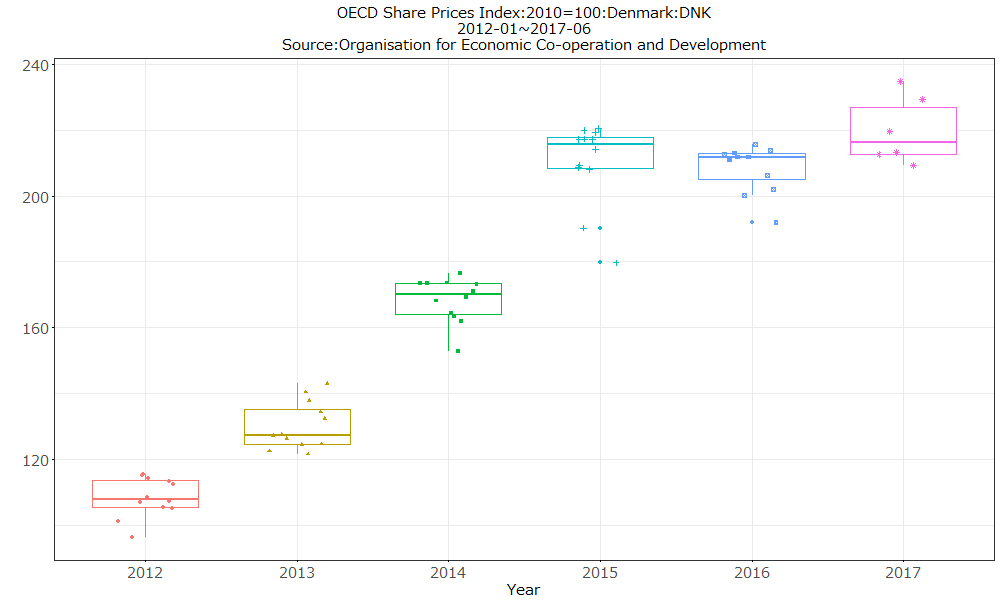 OECD Share Prices Index:2010=100:Denmark:DNK
2012-01~2017-06
Source:Organisation for Economic Co-operation and Development
240
200
160
120
2012 2013 2014 2015 2016 2017
Year